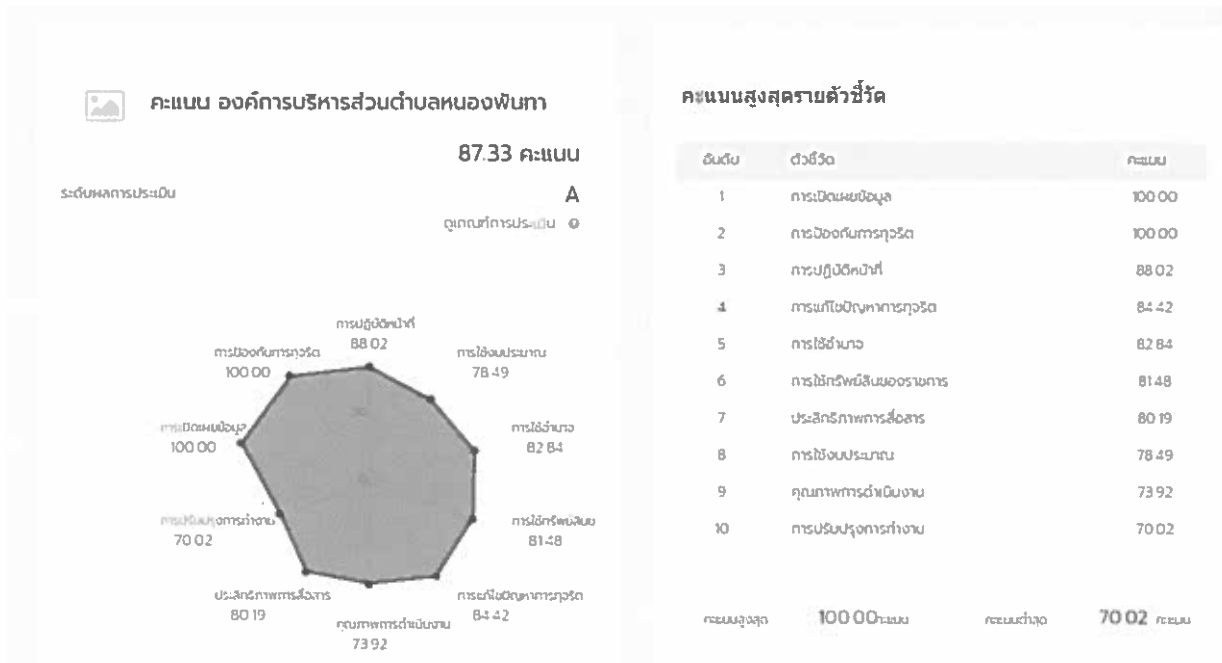 คะแนน องค์การบริหารส่วนตำบลหนองพันทา
87.33 คะแนน
ระดับผลการประเมิน
A
ดูเกณฑ์การประเมิน
การปฏิบัติหน้าที่
88.02
การใช้งบประมาณ
78.49
การใช้อำนาจ
82.84
การใช้ทรัพย์สินข
81.48
การแก้ไขปัญหาการทุจริต
84.42
คุณภาพการดำเนินงาน
73.92
ประสิทธิภาพการสื่อสาร
80.19
การปรับปรุงการทำงาน
70.02
การเปิดเผยข้อมูล
100.00
การป้องกันการทุจริต
100.00
คะแนนสูงสุดรายตัวชี้วัด
อันดับ ตัวชี้วัด คะแนน
1 การเปิดเผยข้อมูล 100.00
2 การป้องกันการทุจริต 100.00
3 การปฏิบัติหน้าที่ 88.02
4 การแก้ไขปัญหาการทุจริต 84.42
5 การใช้อำนาจ 82.84
6 การใช้ทรัพย์สินของราชการ 81.48
7 ประสิทธิภาพการสื่อสาร 80.19
8 การใช้งบประมาณ 78.49
9 คุณภาพการดำเนินงาน 73.92
10 การปรับปรุงการทำงาน 70.02
คะแนนสูงสุด 100.00 คะแนน คะแนนต่ำสุด 70.02 คะแนน